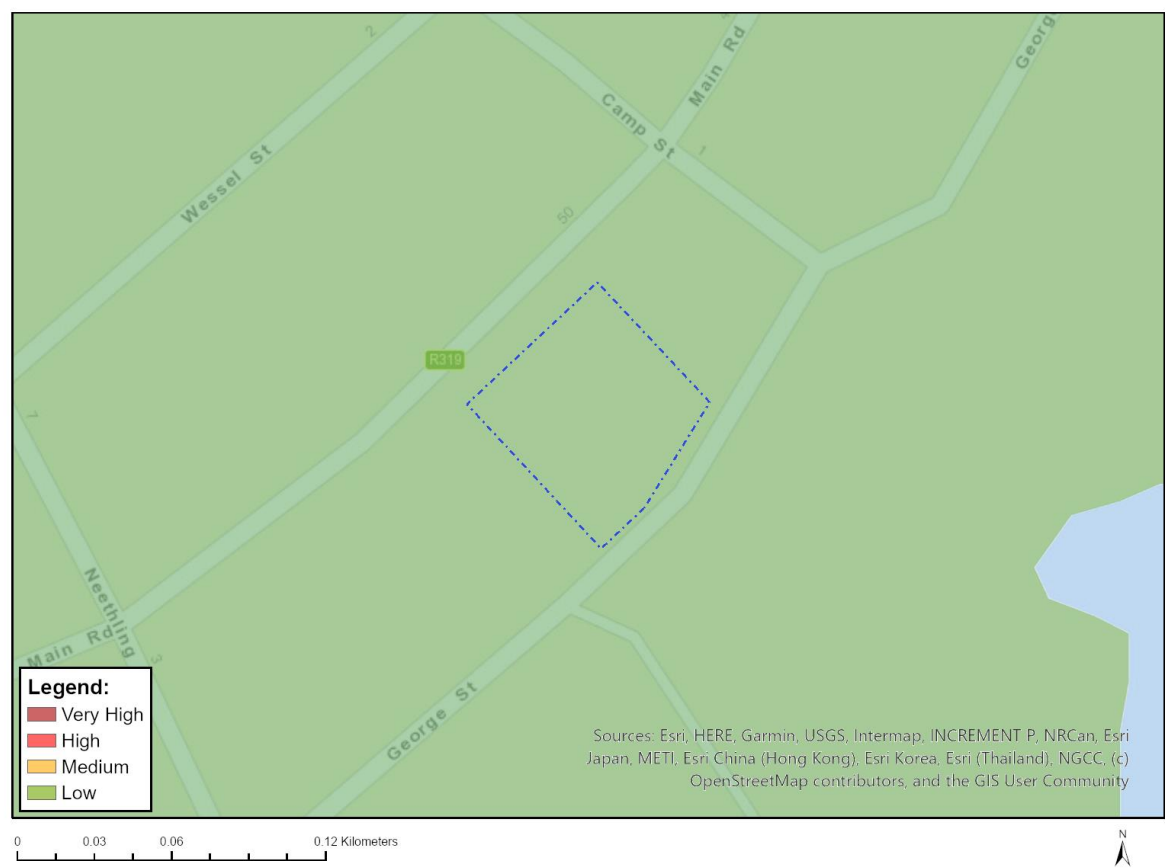 2
Main Rd
George
Camp St
1
Wessel St
50
R319
7
Neethling
Main Rd
3
George St
Legend:
Very High
High
Medium
Low
Sources: Esri, HERE, Garmin, USGS, Intermap, INCREMENT P, NRCan, Esri
Japan, METI, Esri China (Hong Kong), Esri Korea, Esri (Thailand), NGCC, (c)
OpenStreetMap contributors, and the GIS User Community
0 0.03 0.06 0.12 Kilometers
N